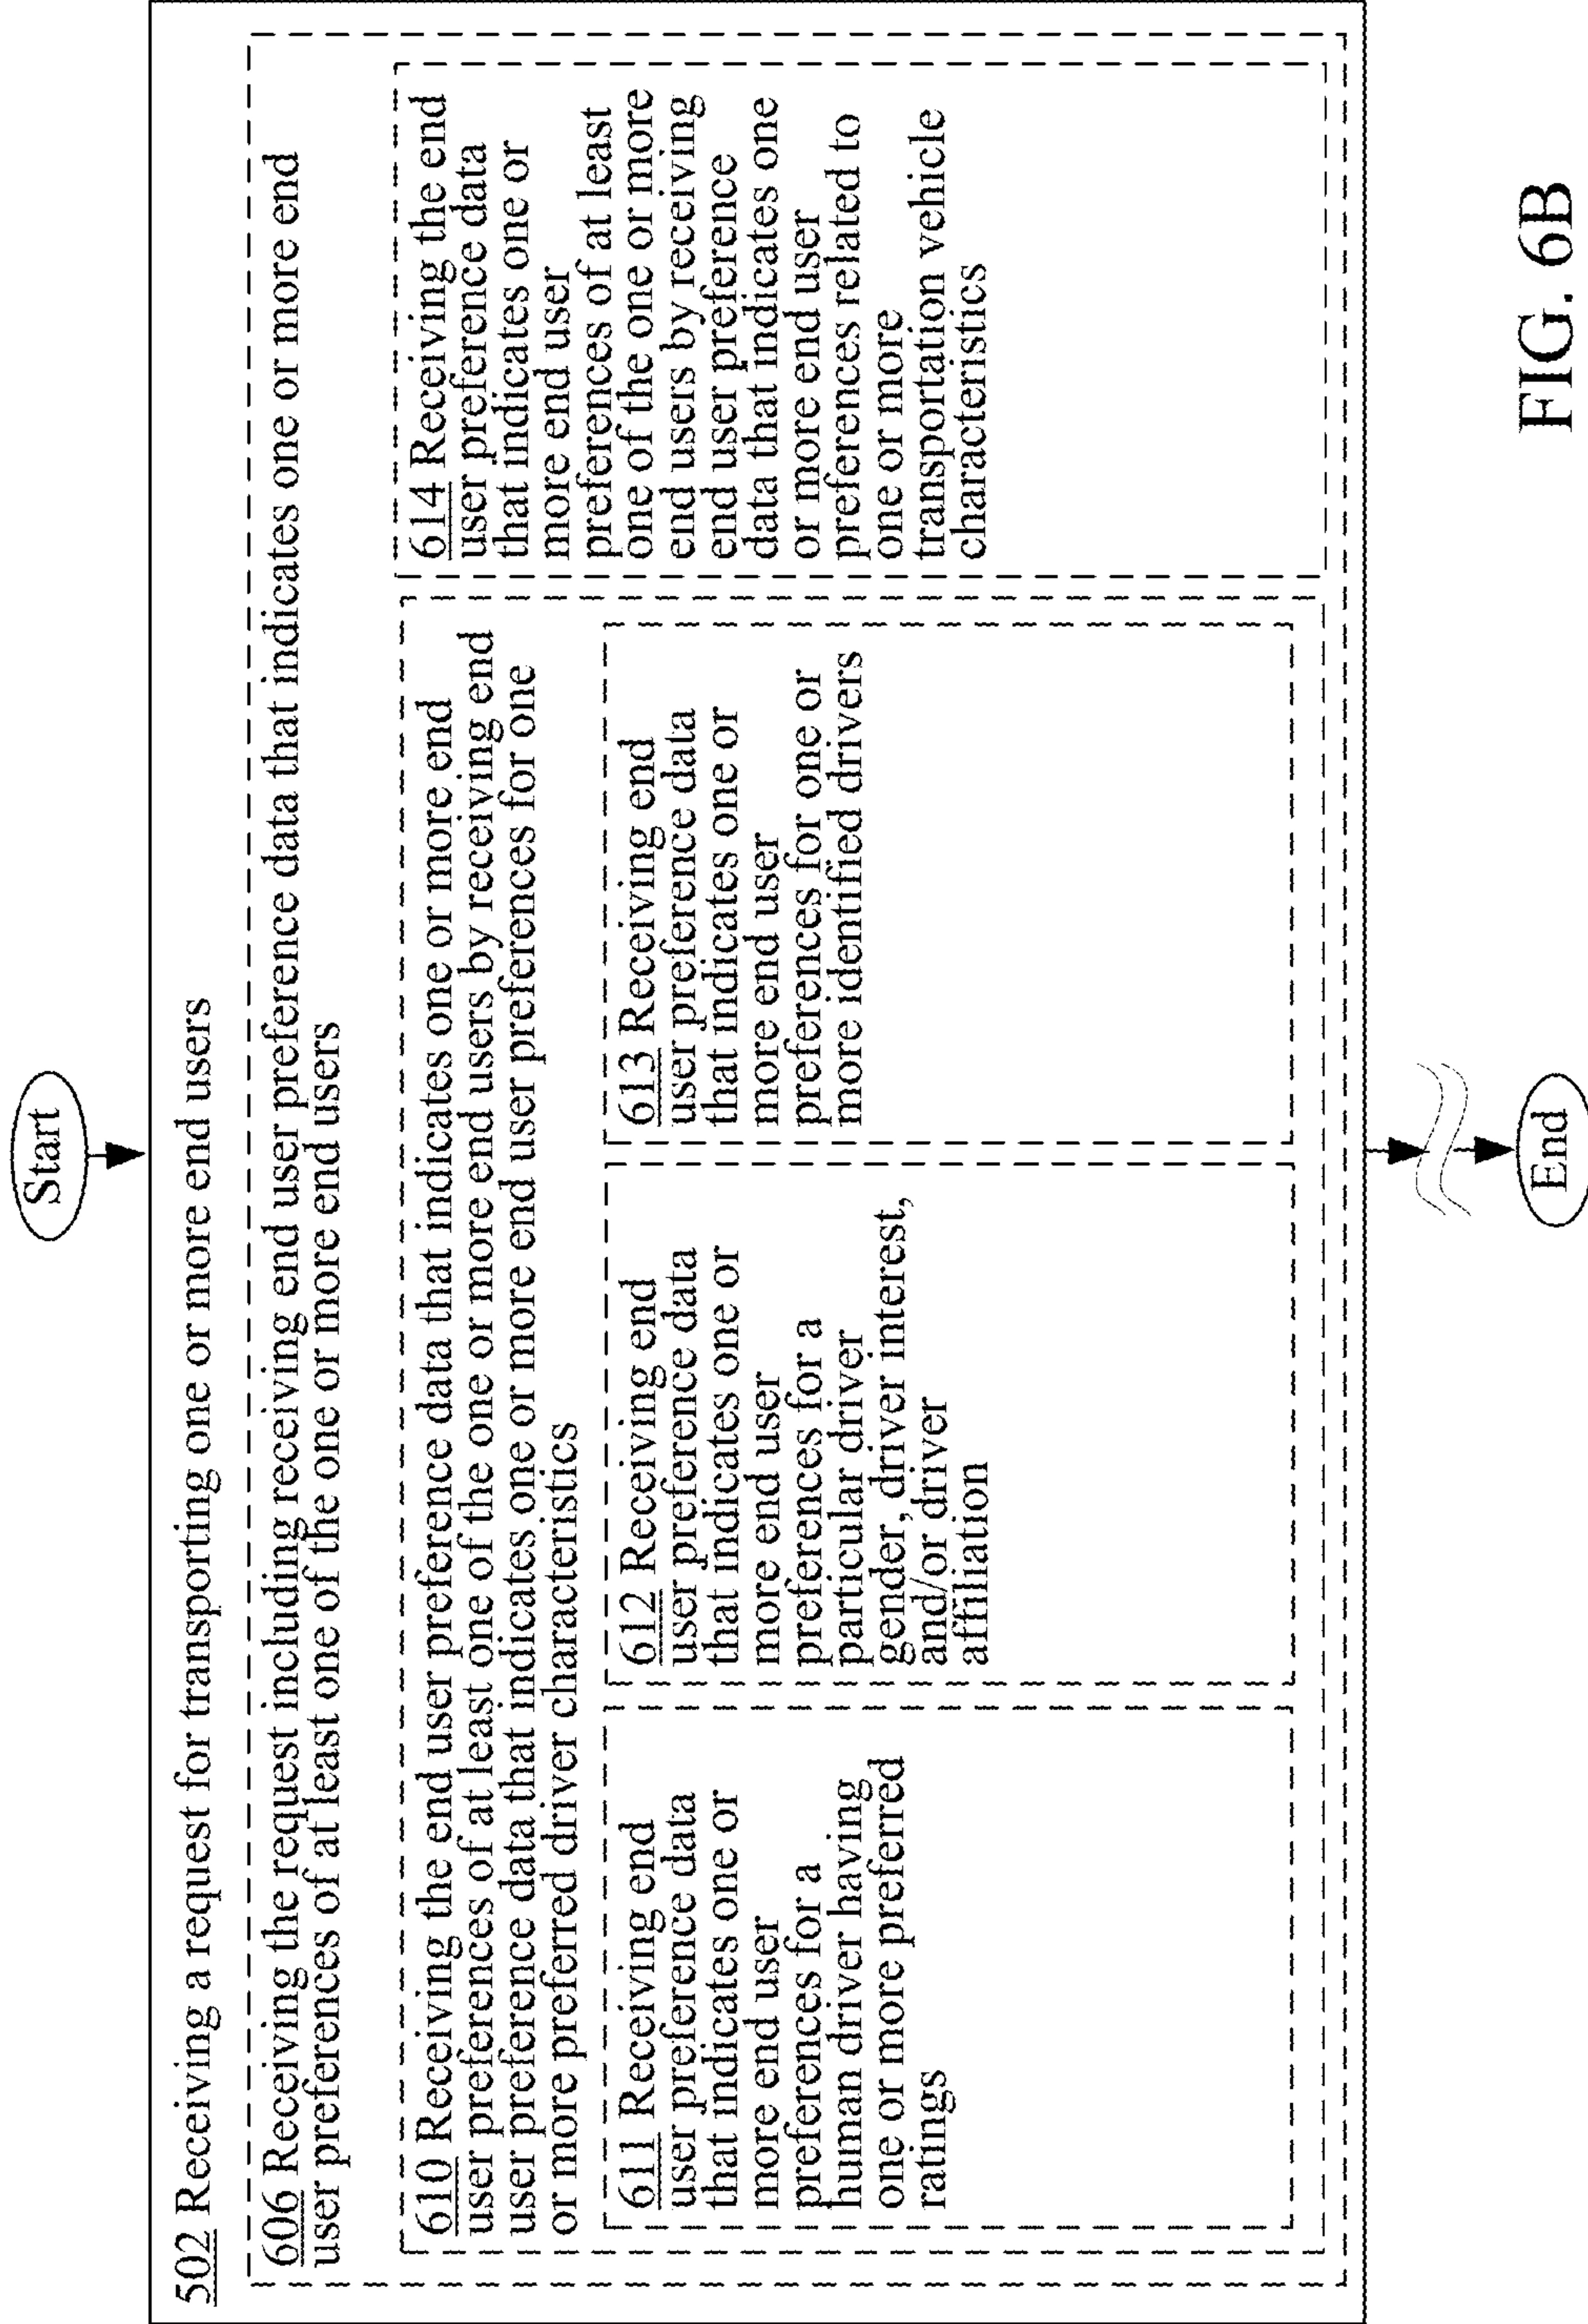 Start
502 Receiving a request for transporting one or more end users
606 Receiving the request including receiving end user preference data that indicates one or more end
user preferences of at least one of the one or more end users
610 Receiving the end user preference data that indicates one or more end
user preferences of at least one of the one or more end users by receiving end
user preference data that indicates one or more end user preferences for one
or more preferred driver characteristics
611 Receiving end
user preference data
that indicates one or
more end user
preferences for a
human driver having
one or more preferred
ratings
612 Receiving end
user preference data
that indicates one or
more end user
preferences for a
particular driver
gender, driver interest,
and/or driver
affiliation
613 Receiving end
user preference data
that indicates one or
more end user
preferences for one or
more identified drivers
614 Receiving the end
user preference data
that indicates one or
more end user
preferences of at least
one of the one or more
end users by receiving
end user preference
data that indicates one
or more end user
preferences related to
one or more
transportation vehicle
characteristics
End
FIG. 6B